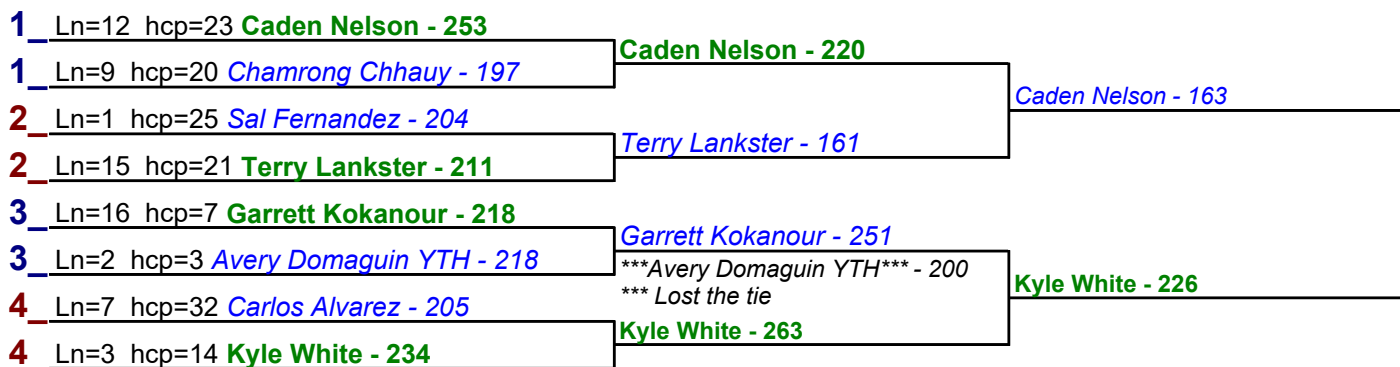 1_ Ln=12 hcp=23 Caden Nelson - 253
Caden Nelson - 220
1_ Ln=9 hcp=20 Chamrong Chhauy - 197
Caden Nelson - 163
2_ Ln=1 hcp=25 Sal Fernandez - 204
Terry Lankster - 161
2_ Ln=15 hcp=21 Terry Lankster - 211
3_ Ln=16 hcp=7 Garrett Kokanour - 218
Garrett Kokanour - 251
3_ Ln=2 hcp=3 Avery Domaguin YTH - 218
***Avery Domaguin YTH*** - 200
*** Lost the tie
Kyle White - 226
4_ Ln=7 hcp=32 Carlos Alvarez - 205
Kyle White - 263
4 Ln=3 hcp=14 Kyle White - 234